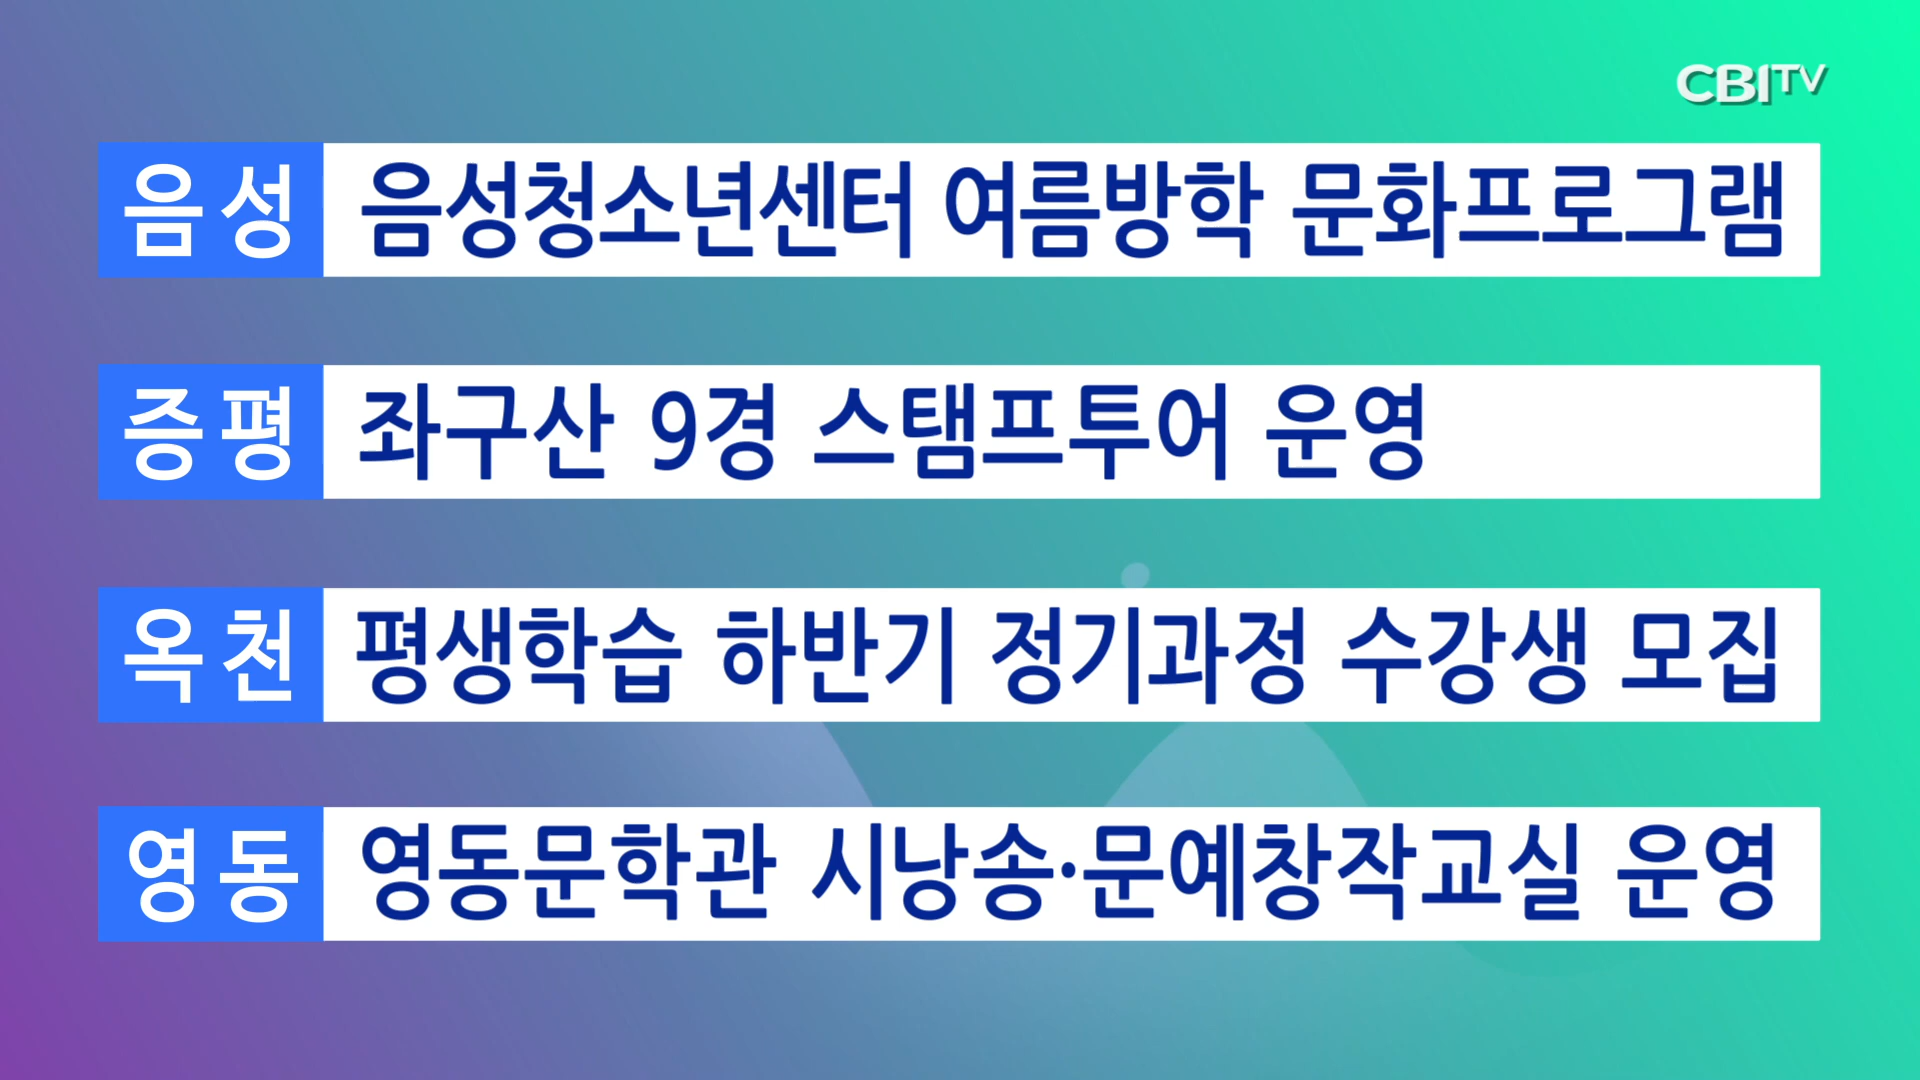 CBITV
음성 음성청소년센터 여름방학 문화프로그램
증평 좌구산 9경 스탬프투어 운영
옥천 평생학습 하반기 정기과정 수강생 모집
영동 영동문학관 시낭송·문예창작교실 운영